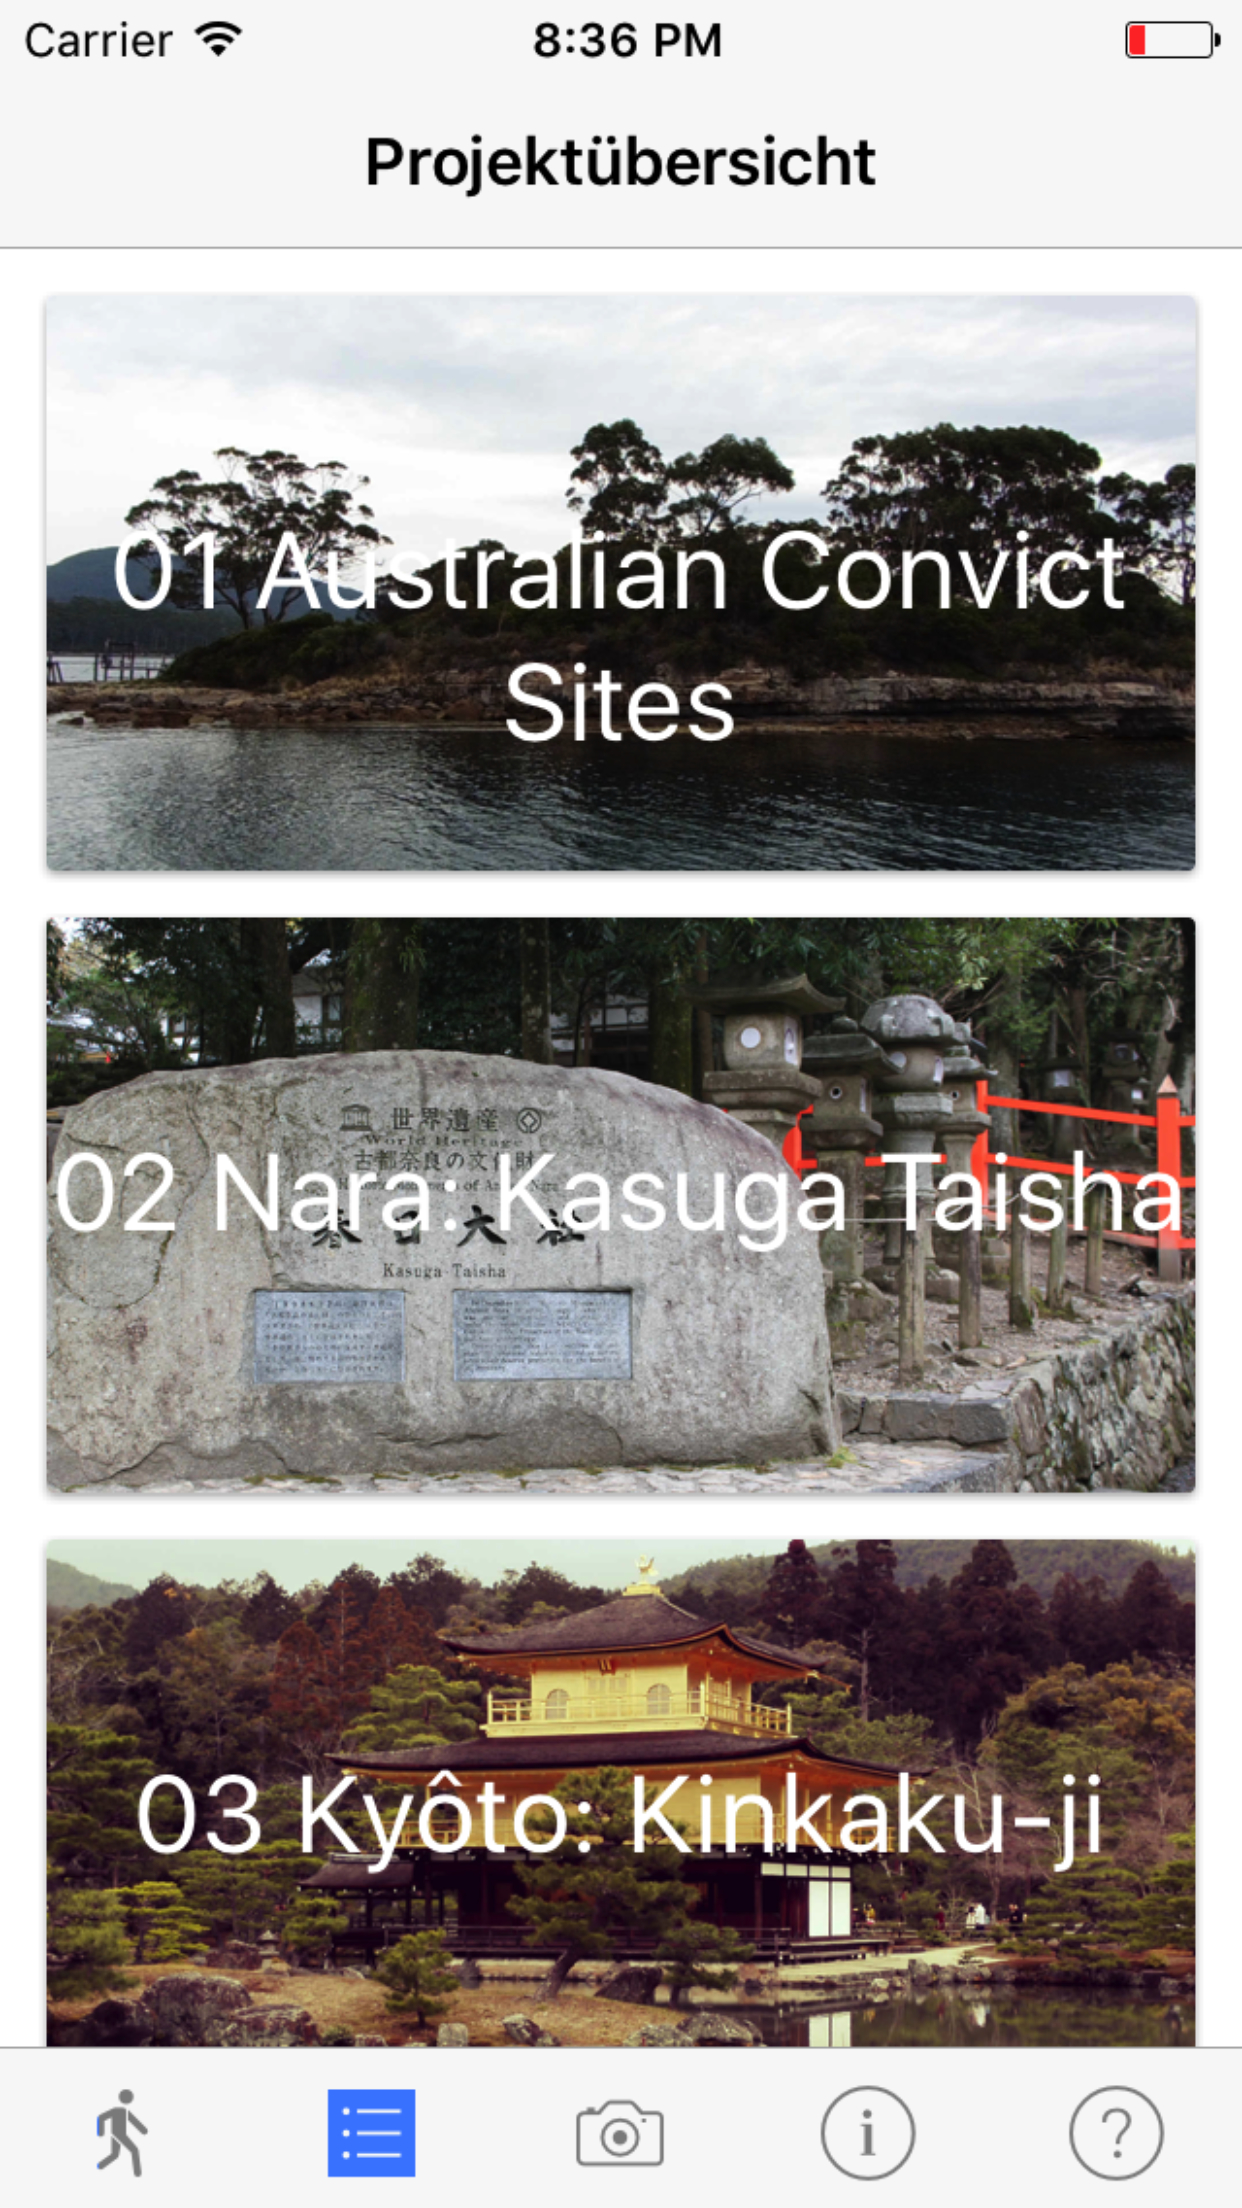 Carrier
8:36 PM
Projektübersicht
01 Australian Convict
Sites
世界遺産
World Heritage
古都奈良の文化財
02 Nara: Kasuga Taisha
春日大社
Kasuga Taisha
03 Kyôto: Kinkaku-ji
i
?